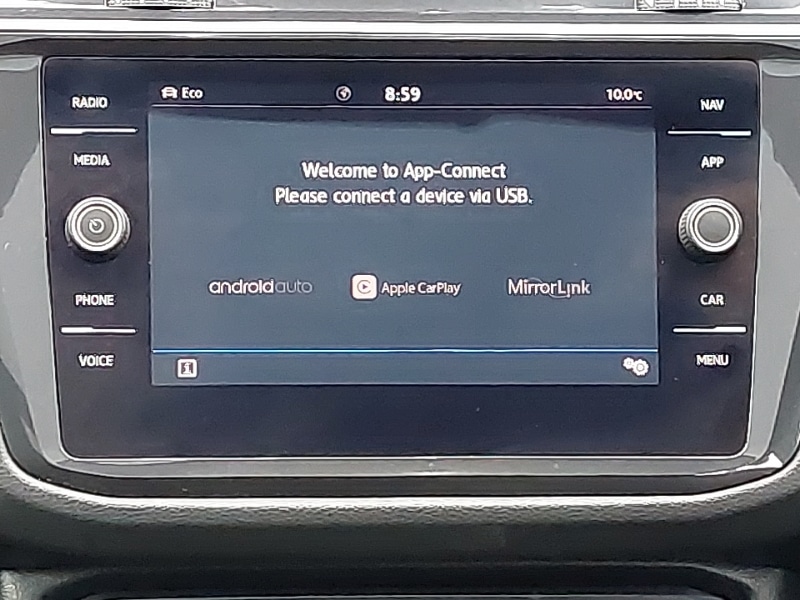 RADIO
MEDIA
PHONE
VOICE
Eco
8:59
10.0°c
Welcome to App-Connect
Please connect a device via USB.
androidauto
Apple CarPlay
MirrorLink
i
NAV
APP
CAR
MENU